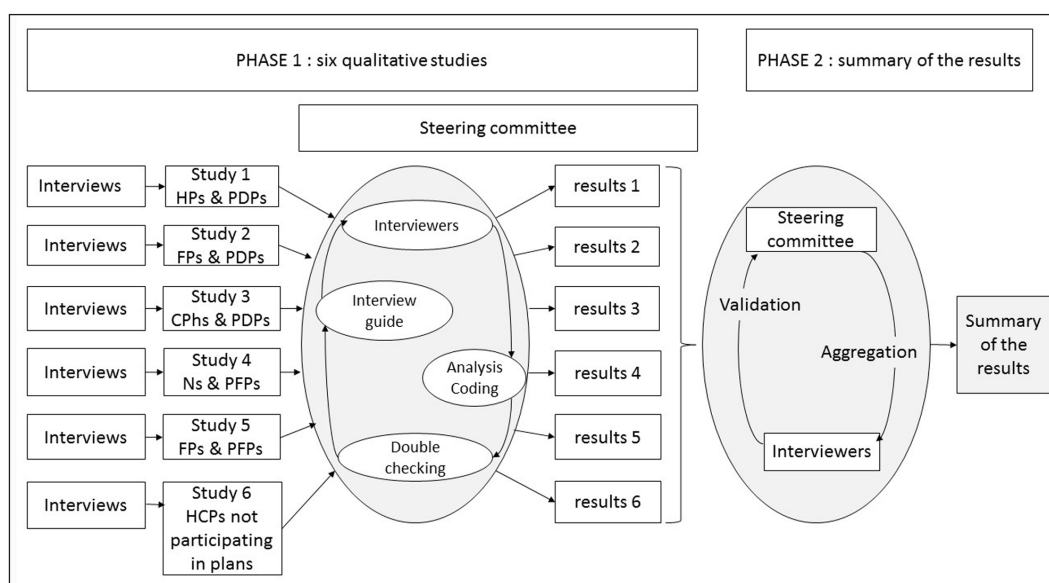 PHASE 1 : six qualitative studies
PHASE 2 : summary of the results
Steering committee
Interviews
Study 1
HPs & PDPs
Interviews
Study 2
FPs & PDPs
Interviews
Study 3
CPhs & PDPs
Interviews
Study 4
Ns & PFPs
Interviews
Study 5
FPs & PFPs
Interviews
Study 6
HCPs not
participating
in plans
Interviewers
Interview
guide
Analysis
Coding
Double
checking
results 1
results 2
results 3
results 4
results 5
results 6
Steering
committee
Validation
Aggregation
Interviewers
Summary
of the
results